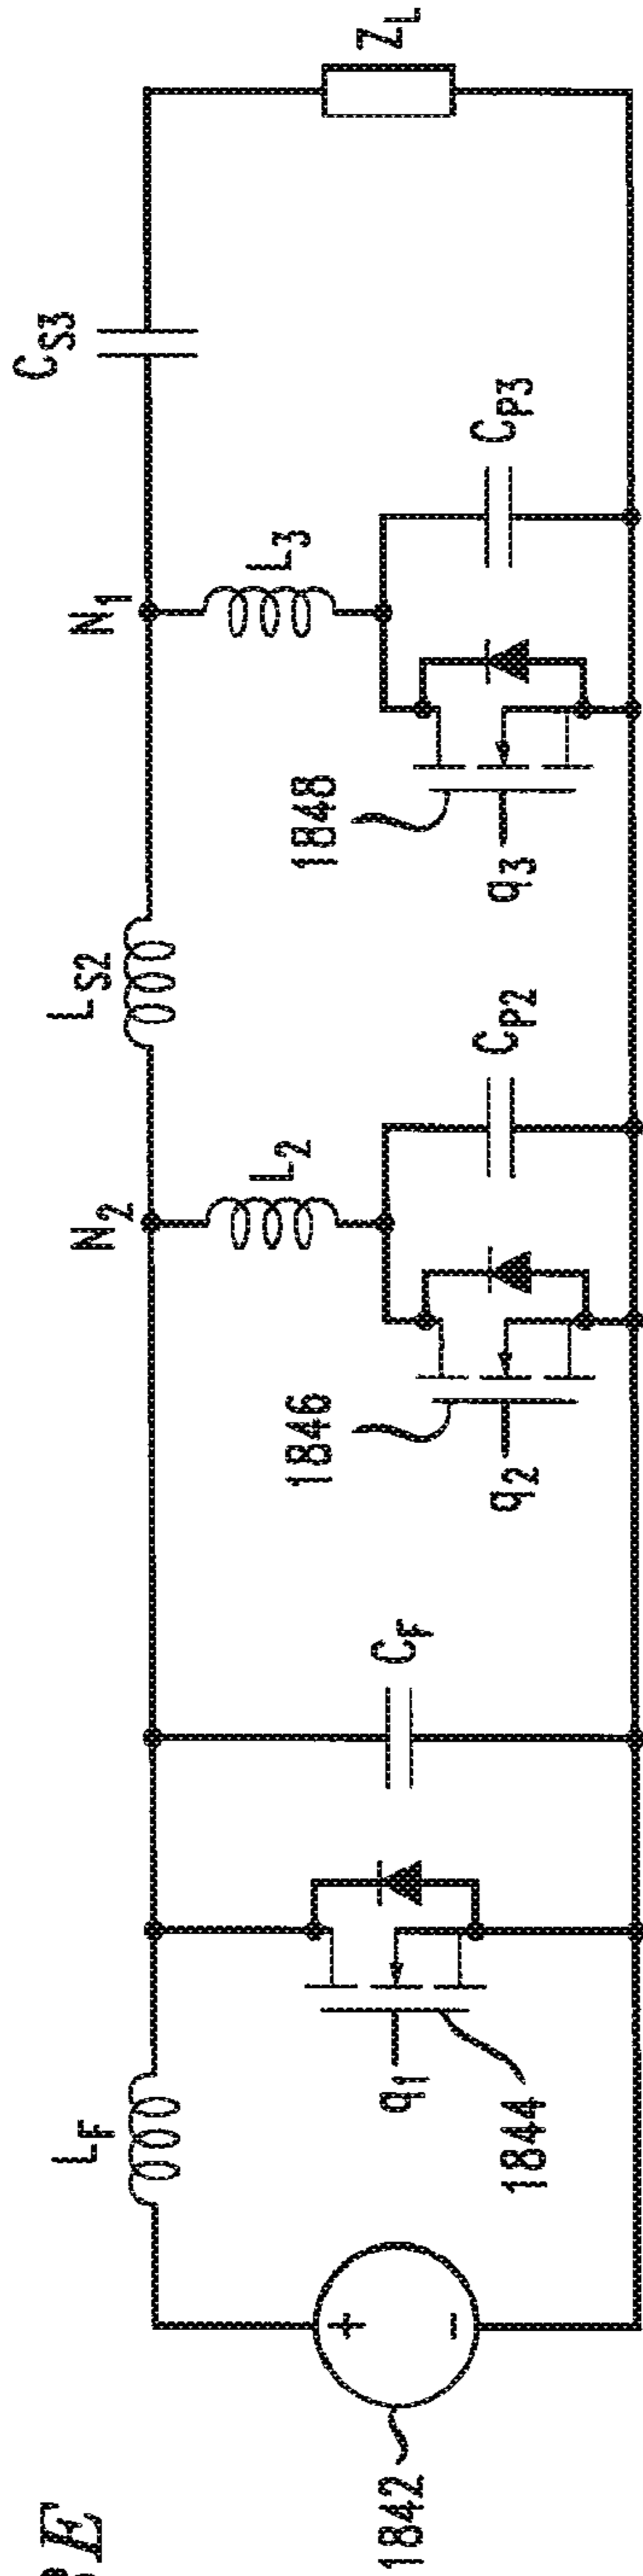 E
1842
L_F
q_1
1844
C_F
N_2
L_2
1846
q_2
C_P2
L_S2
N_1
L_3
1848
q_3
C_P3
C_S3
Z_L
+
-